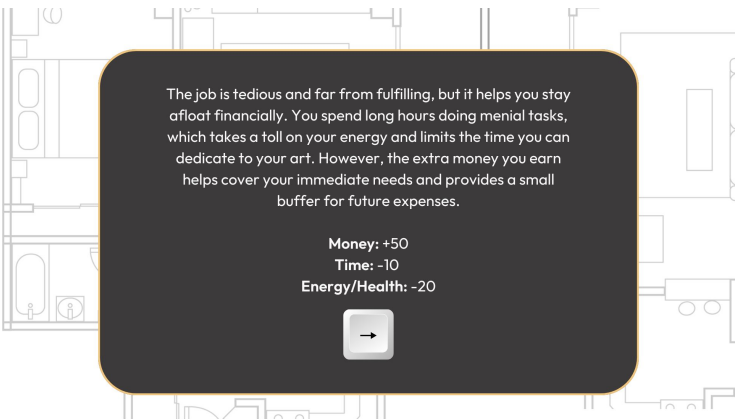 The job is tedious and far from fulfilling, but it helps you stay
afloat financially. You spend long hours doing menial tasks,
which takes a toll on your energy and limits the time you can
dedicate to your art. However, the extra money you earn
helps cover your immediate needs and provides a small
buffer for future expenses.
Money: +50
Time: -10
Energy/Health: -20
→